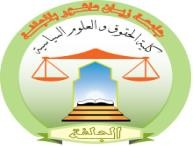 جامعة زيان عاشور بالجلفة
كلية الحقوق و العلوم السياسية
الجلفة